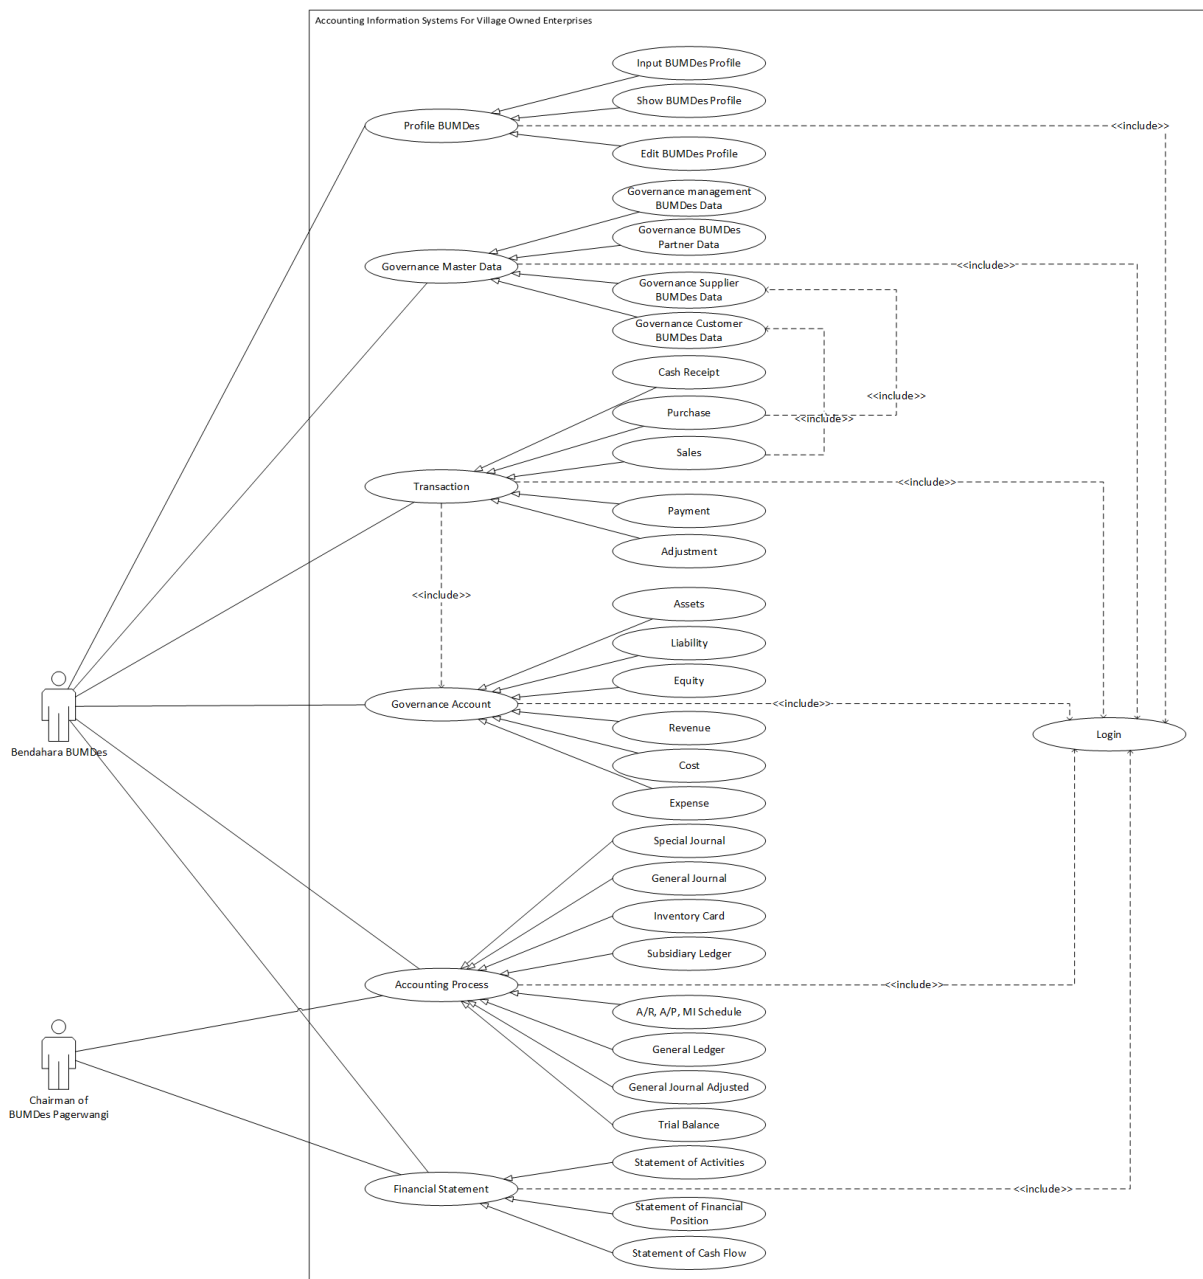 Accounting Information Systems For Village Owned Enterprises
Input BUMDes Profile
Show BUMDes Profile
Profile BUMDes
<<include>>
Edit BUMDes Profile
Governance management
BUMDes Data
Governance BUMDes
Partner Data
Governance Master Data
<<include>>
Governance Supplier
BUMDes Data
Governance Customer
BUMDes Data
Cash Receipt
<<include>>
Purchase
<<include>>
Sales
Transaction
<<include>>
Payment
Adjustment
<<include>>
Assets
Liability
Equity
Governance Account
<<include>>
Revenue
Login
Bendahara BUMDes
Cost
Expense
Special Journal
General Journal
Inventory Card
Subsidiary Ledger
Accounting Process
<<include>>
A/R, A/P, MI Schedule
General Ledger
General Journal Adjusted
Chairman of
BUMDes Pagerwangi
Trial Balance
Statement of Activities
Financial Statement
<<include>>
Statement of Financial
Position
Statement of Cash Flow